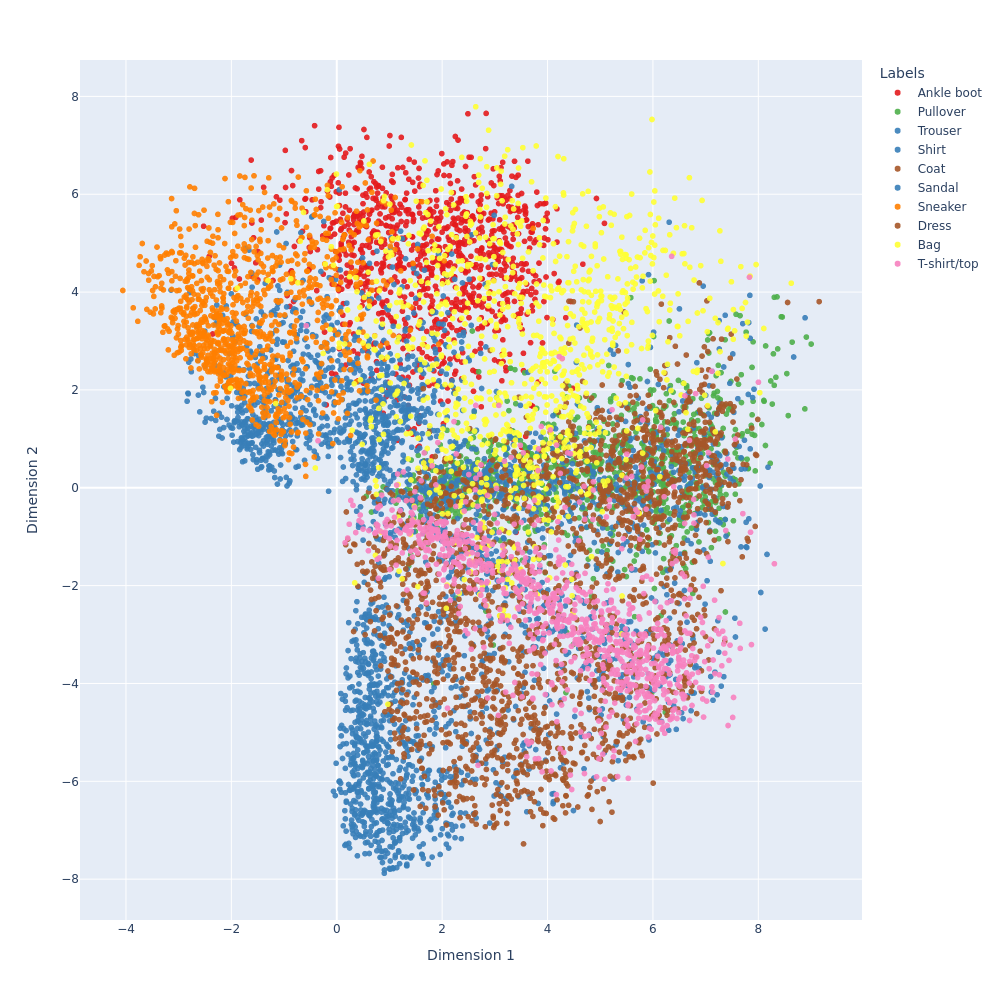 Labels
Ankle boot
Pullover
Trouser
Shirt
Coat
Sandal
Sneaker
Dress
Bag
T-shirt/top
8
6
4
2
0
−2
−4
−6
−8
Dimension 2
−4 −2 0 2 4 6 8
Dimension 1